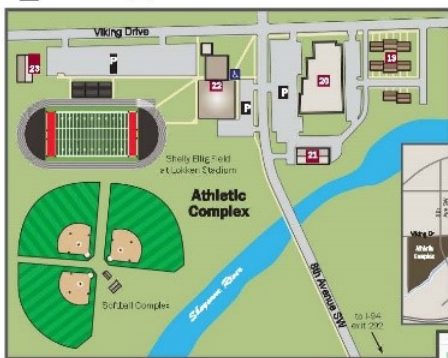 Viking Drive
23
P
22
P
P
20
19
21
Shelly Ellig Field
at Lokken Stadium
Athletic
Complex
Softball Complex
Sheyenne River
8th Avenue SW
to I-94
exit 292
Viking Dr
Athletic
Complex